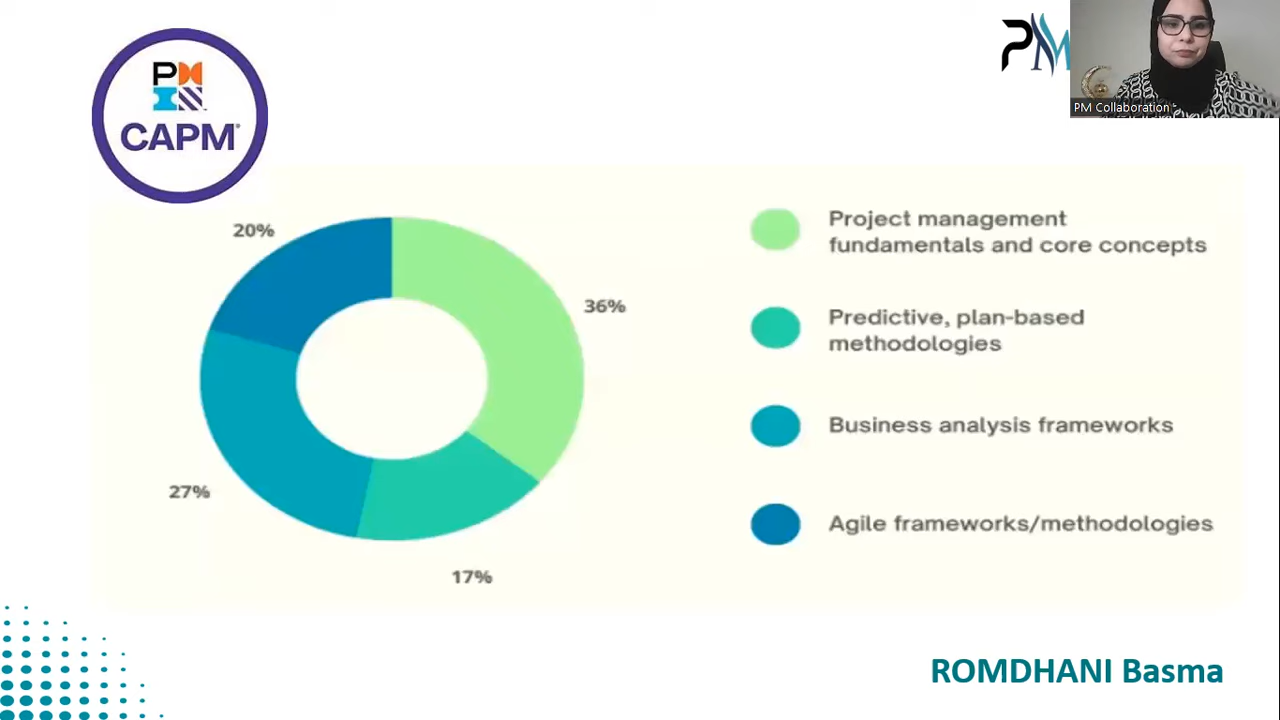 PM
CAPM®
PM
PM Collaboration
20%
36%
27%
17%
Project management
fundamentals and core concepts
Predictive, plan-based
methodologies
Business analysis frameworks
Agile frameworks/methodologies
ROMDHANI Basma